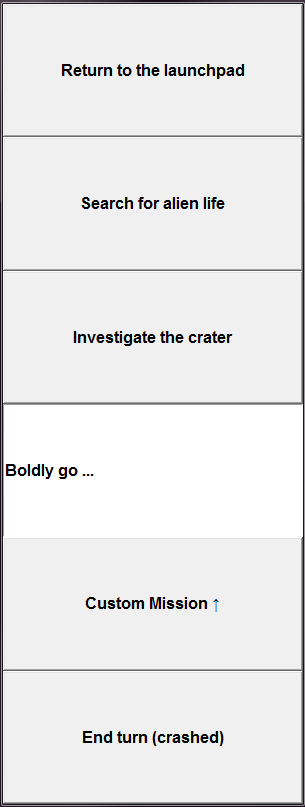 Return to the launchpad
Search for alien life
Investigate the crater
Boldly go ...
Custom Mission ↑
End turn (crashed)